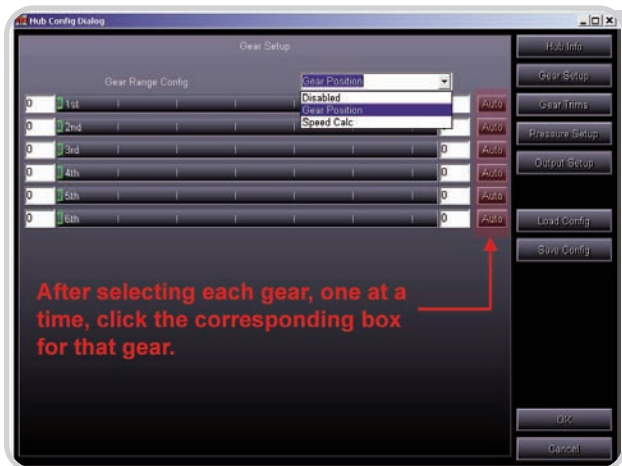 Hub Config Dialog
Gear Setup
Gear Range Config
Gear Position
Disabled
Gear Position
Speed Calc
0 1st 0 Auto
0 2nd 0 Auto
0 3rd 0 Auto
0 4th 0 Auto
0 5th 0 Auto
0 6th 0 Auto
After selecting each gear, one at a
time, click the corresponding box
for that gear.
Hub Info
Gear Setup
Gear Trims
Pressure Setup
Output Setup
Load Config
Save Config
OK
Cancel